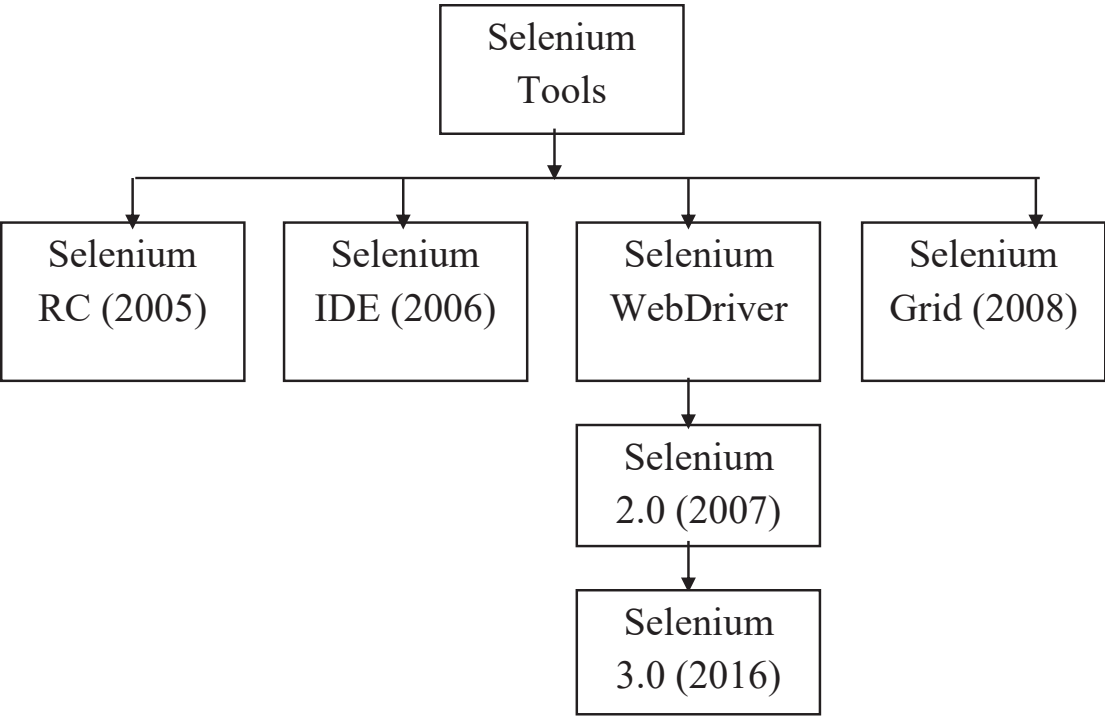 Selenium
Tools
Selenium
RC (2005)
Selenium
IDE (2006)
Selenium
WebDriver
Selenium
Grid (2008)
Selenium
2.0 (2007)
Selenium
3.0 (2016)